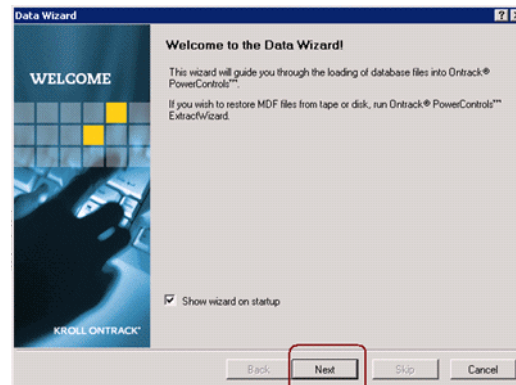 Data Wizard
?
WELCOME
KROLL ONTRACK®
Welcome to the Data Wizard!
This wizard will guide you through the loading of database files into Ontrack®
PowerControls™.
If you wish to restore MDF files from tape or disk, run Ontrack® PowerControls™
ExtractWizard.
Show wizard on startup
Back
Next
Skip
Cancel